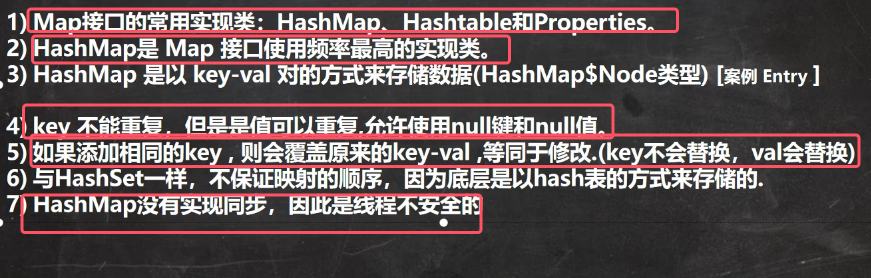 1) Map接口的常用实现类：HashMap、Hashtable和Properties。
2) HashMap是 Map 接口使用频率最高的实现类。
3) HashMap 是以 key-val 对的方式来存储数据(HashMap$Node类型) [案例 Entry ]
4) key 不能重复，但是是值可以重复,允许使用null键和null值。
5) 如果添加相同的key , 则会覆盖原来的key-val ,等同于修改.(key不会替换，val会替换)
6) 与HashSet一样，不保证映射的顺序，因为底层是以hash表的方式来存储的.
7) HashMap没有实现同步，因此是线程不安全的